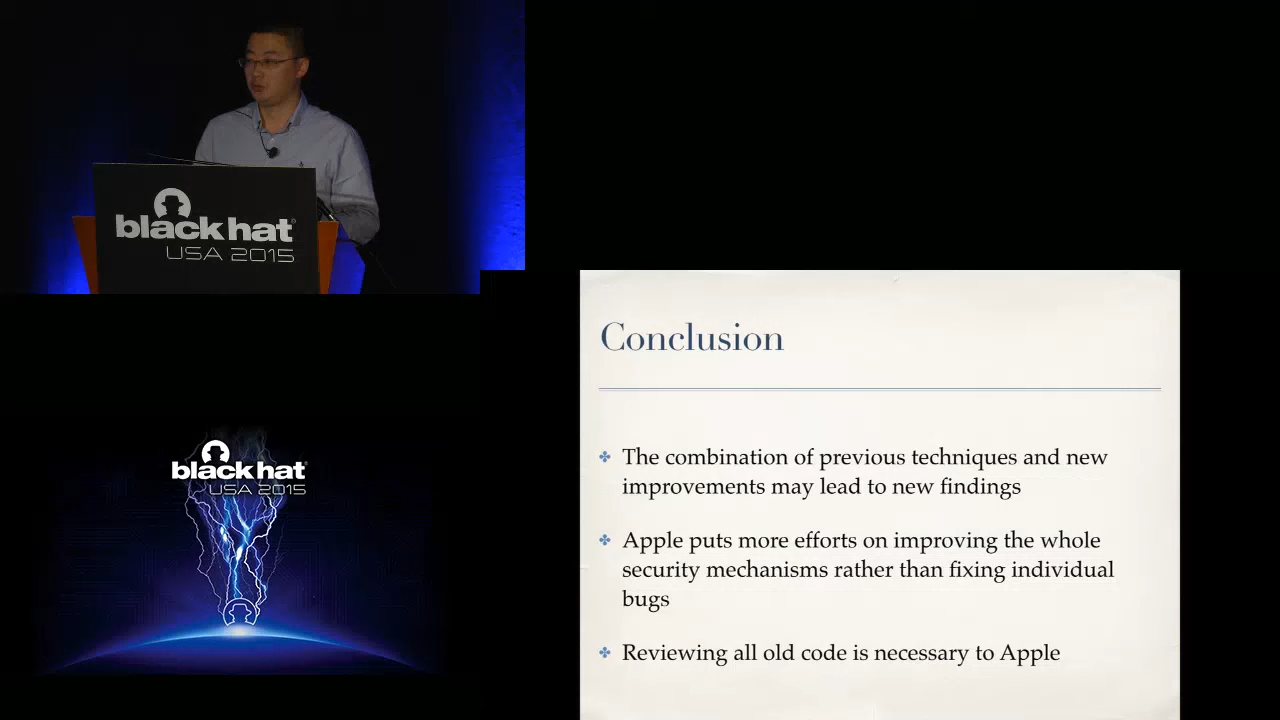 black hat
USA 2015
black hat
USA 2015
Conclusion
The combination of previous techniques and new
improvements may lead to new findings
Apple puts more efforts on improving the whole
security mechanisms rather than fixing individual
bugs
Reviewing all old code is necessary to Apple